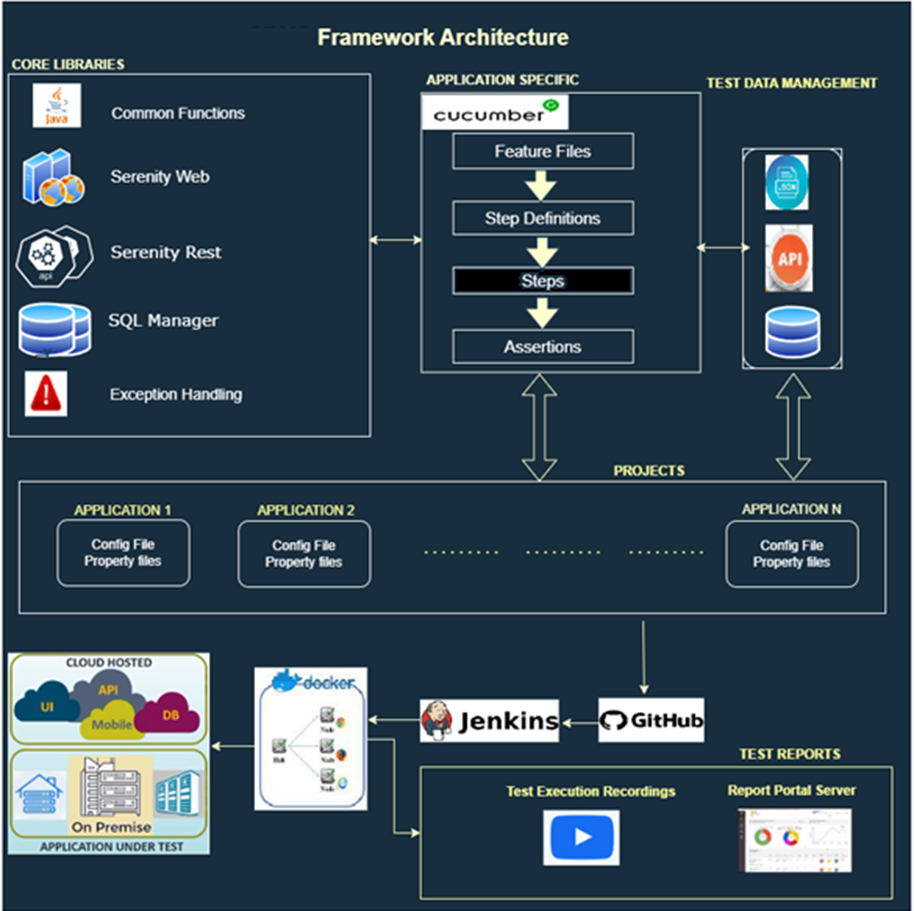 Framework Architecture
CORE LIBRARIES
Java
Common Functions
Serenity Web
api
Serenity Rest
SQL Manager
Exception Handling
APPLICATION SPECIFIC
cucumber
Feature Files
Step Definitions
Steps
Assertions
TEST DATA MANAGEMENT
JSON
API
PROJECTS
APPLICATION 1
Config File
Property files
APPLICATION 2
Config File
Property files
APPLICATION N
Config File
Property files
CLOUD HOSTED
UI
API
Mobile
DB
On Premise
APPLICATION UNDER TEST
docker
Hub
Node
Node
Node
Jenkins
GitHub
TEST REPORTS
Test Execution Recordings
Report Portal Server